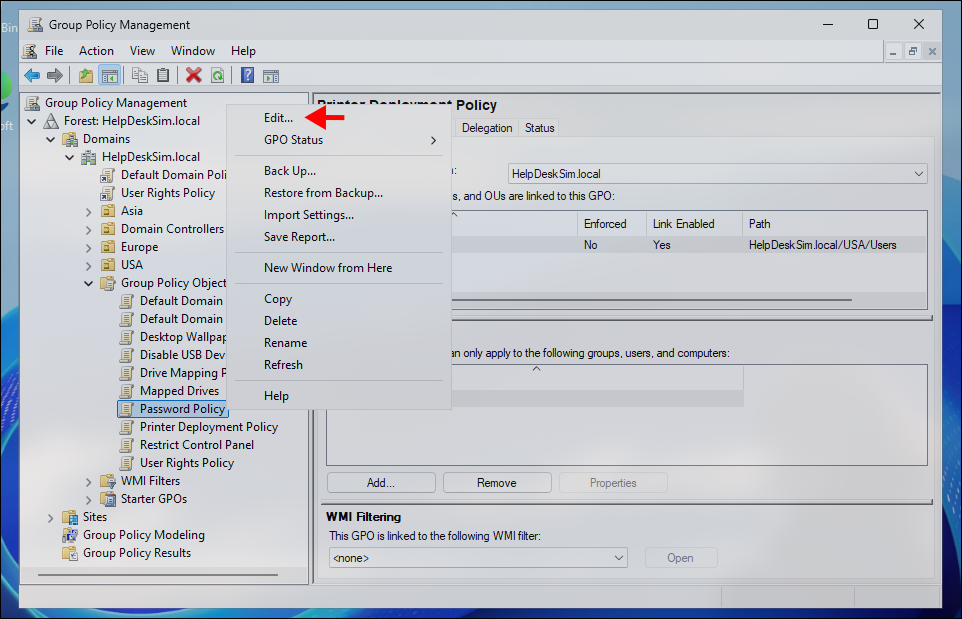 Bin
oft
Group Policy Management
File Action View Window Help
Group Policy Management
Forest: HelpDeskSim.local
Domains
HelpDeskSim.local
Default Domain Poli
User Rights Policy
Asia
Domain Controllers
Europe
USA
Group Policy Object
Default Domain
Default Domain
Desktop Wallpap
Disable USB Dev
Drive Mapping P
Mapped Drives
Password Policy
Printer Deployment Policy
Restrict Control Panel
User Rights Policy
WMI Filters
Starter GPOs
Sites
Group Policy Modeling
Group Policy Results
Edit...
GPO Status
Back Up...
Restore from Backup...
Import Settings...
Save Report...
New Window from Here
Copy
Delete
Rename
Refresh
Help
Printer Deployment Policy
Delegation Status
n:
HelpDeskSim.local
s, and OUs are linked to this GPO:
Enforced Link Enabled Path
No Yes HelpDeskSim.local/USA/Users
an only apply to the following groups, users, and computers:
Add... Remove Properties
WMI Filtering
This GPO is linked to the following WMI filter:
<none> Open